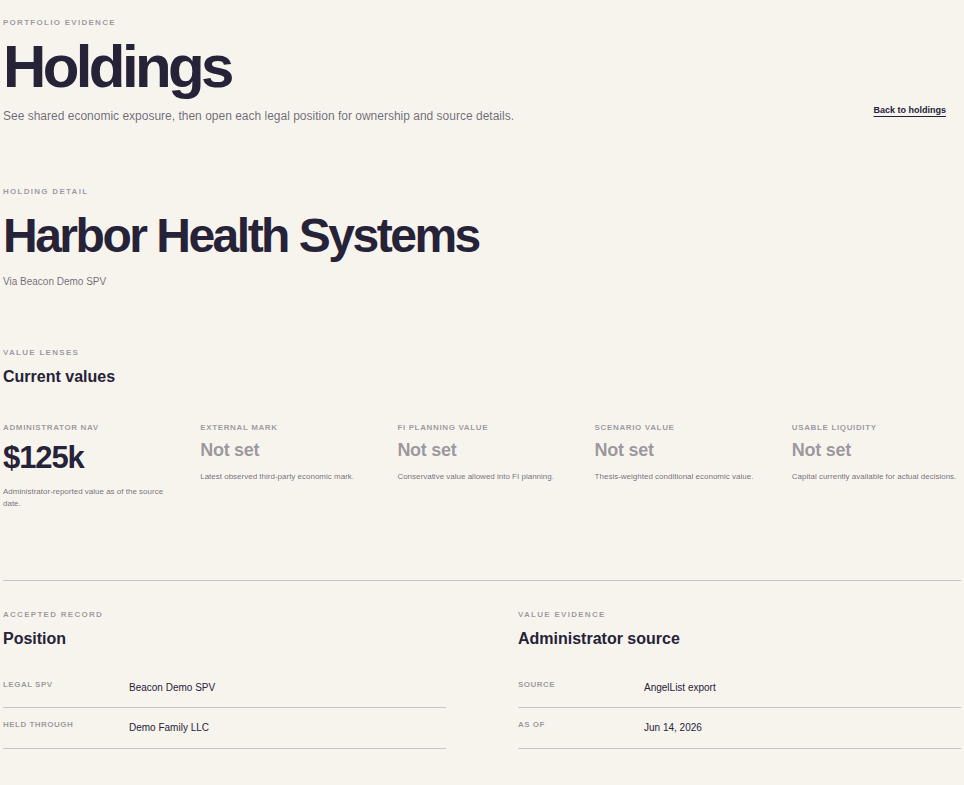 PORTFOLIO EVIDENCE
Holdings
See shared economic exposure, then open each legal position for ownership and source details.
Back to holdings
HOLDING DETAIL
Harbor Health Systems
Via Beacon Demo SPV
VALUE LENSES
Current values
ADMINISTRATOR NAV
$125k
Administrator-reported value as of the source
date.
EXTERNAL MARK
Not set
Latest observed third-party economic mark.
FI PLANNING VALUE
Not set
Conservative value allowed into FI planning.
SCENARIO VALUE
Not set
Thesis-weighted conditional economic value.
USABLE LIQUIDITY
Not set
Capital currently available for actual decisions.
ACCEPTED RECORD
Position
LEGAL SPV
Beacon Demo SPV
HELD THROUGH
Demo Family LLC
VALUE EVIDENCE
Administrator source
SOURCE
AngelList export
AS OF
Jun 14, 2026